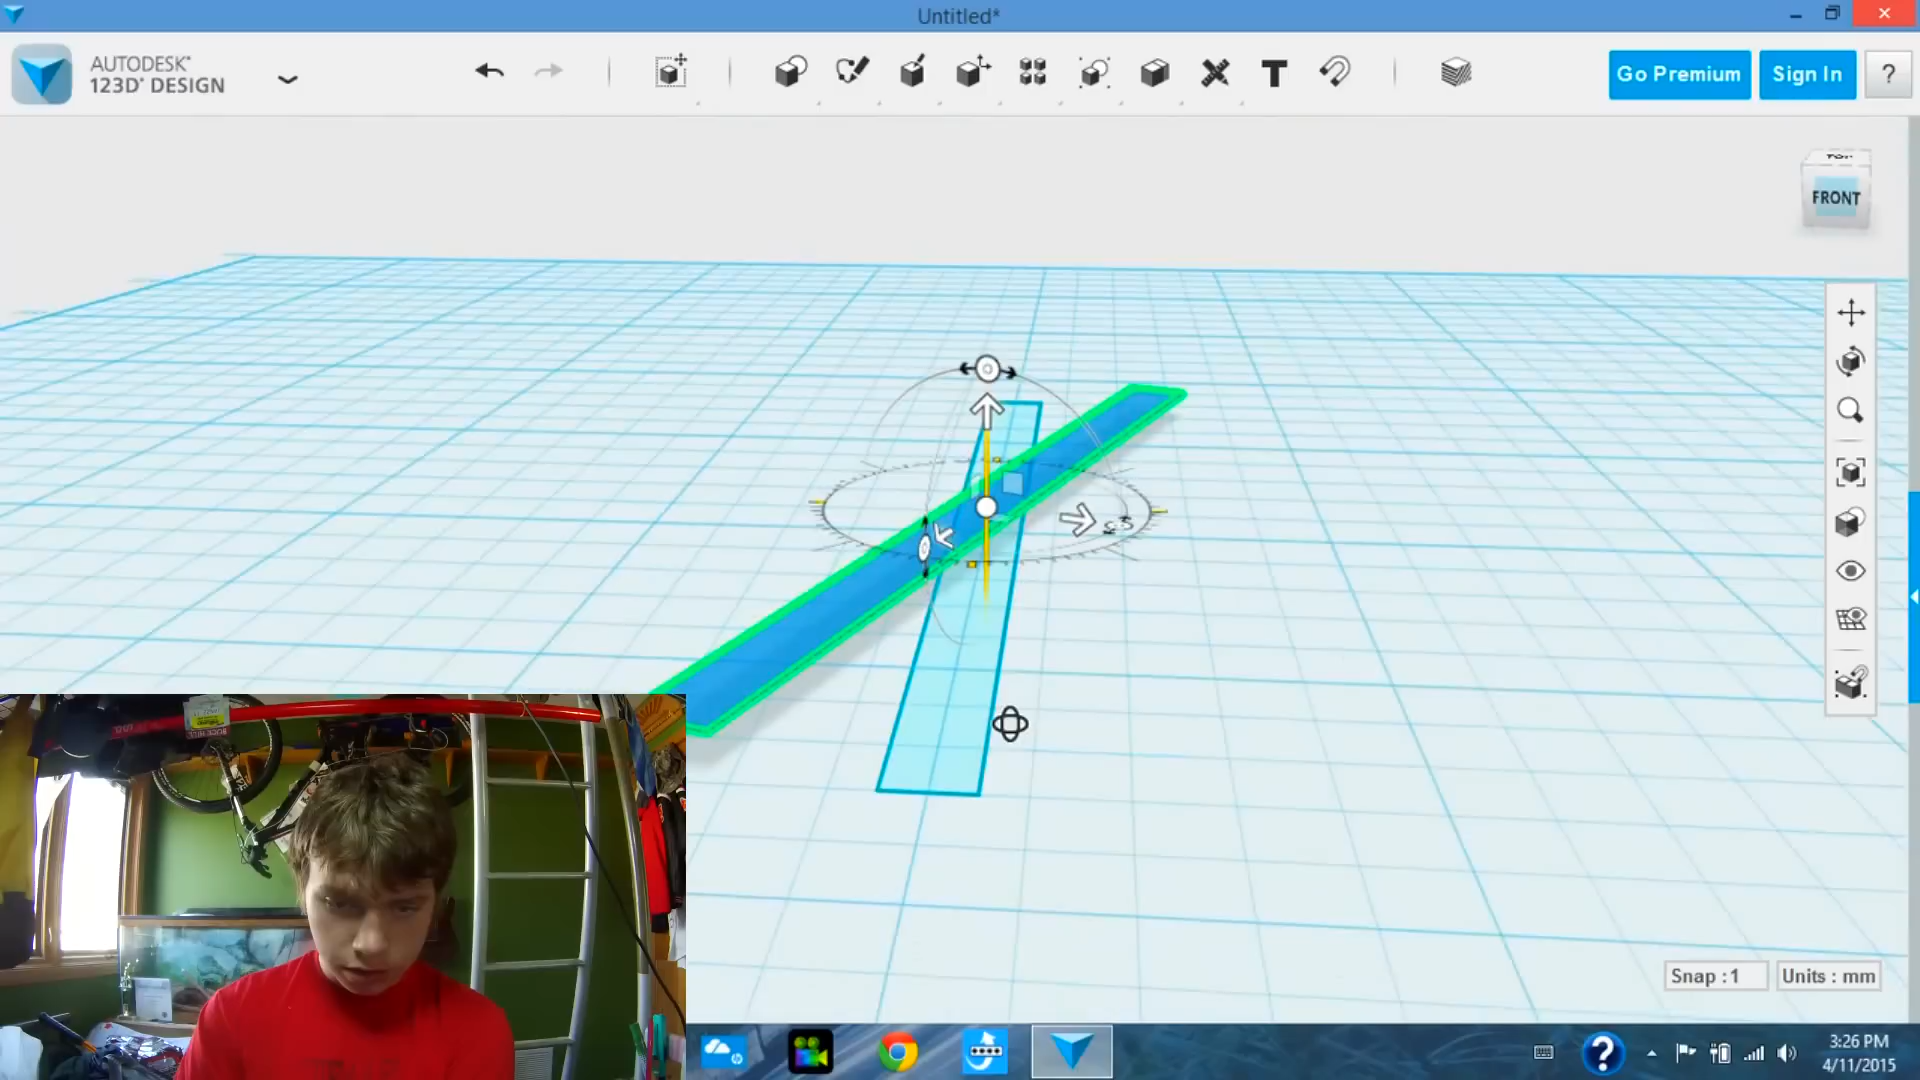 Untitled*
AUTODESK®
123D® DESIGN
Go Premium
Sign In
?
TOP
FRONT
Snap : 1
Units : mm
3:26 PM
4/11/2015